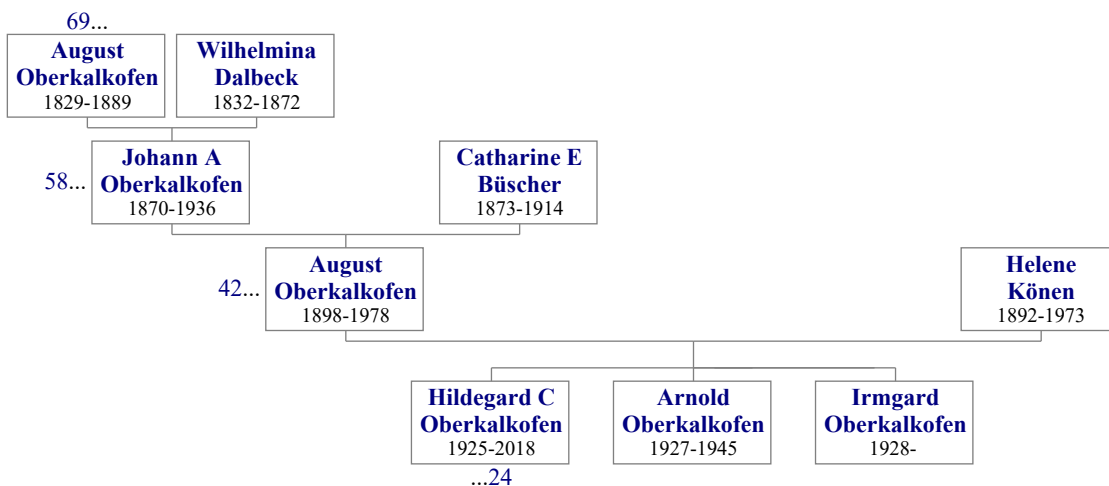 69...
August
Oberkalkofen
1829-1889
Wilhelmina
Dalbeck
1832-1872
58...
Johann A
Oberkalkofen
1870-1936
Catharine E
Büscher
1873-1914
42...
August
Oberkalkofen
1898-1978
Helene
Könen
1892-1973
Hildegard C
Oberkalkofen
1925-2018
Arnold
Oberkalkofen
1927-1945
Irmgard
Oberkalkofen
1928-
...24